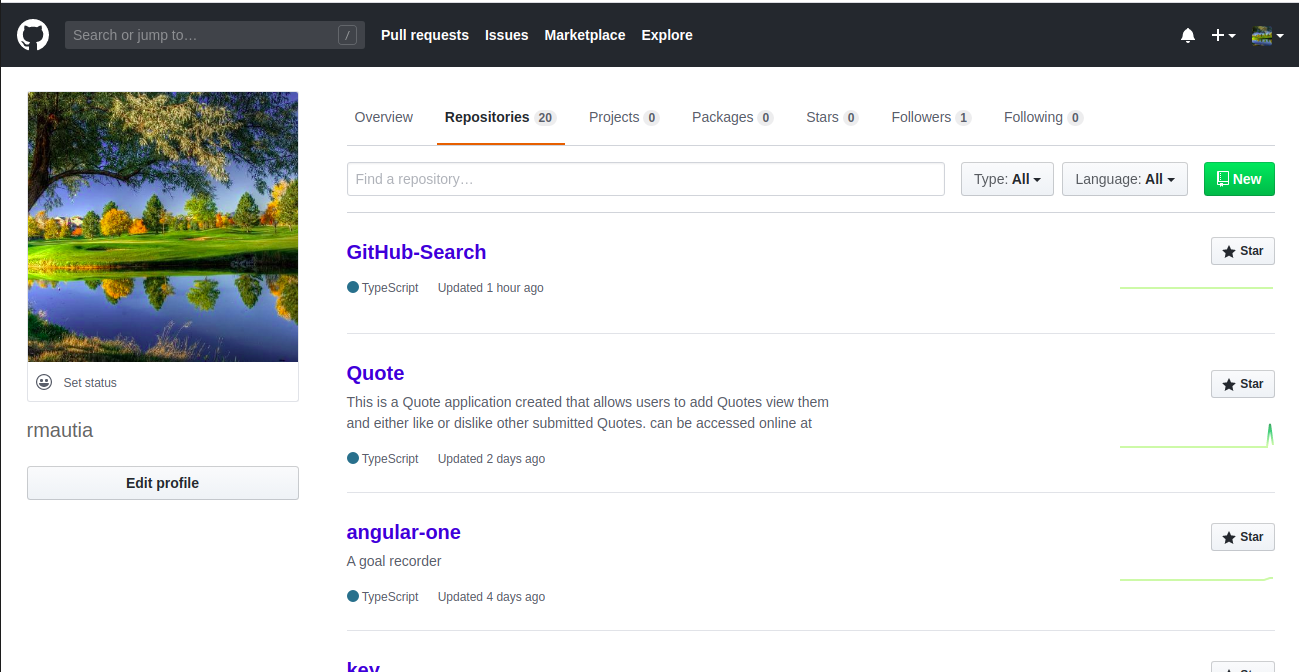 Search or jump to… / Pull requests Issues Marketplace Explore
Overview Repositories 20 Projects 0 Packages 0 Stars 0 Followers 1 Following 0
Find a repository… Type: All Language: All New
GitHub-Search Star
TypeScript Updated 1 hour ago
Quote Star
This is a Quote application created that allows users to add Quotes view them
and either like or dislike other submitted Quotes. can be accessed online at
TypeScript Updated 2 days ago
angular-one Star
A goal recorder
TypeScript Updated 4 days ago
key Star
Set status
rmautia
Edit profile